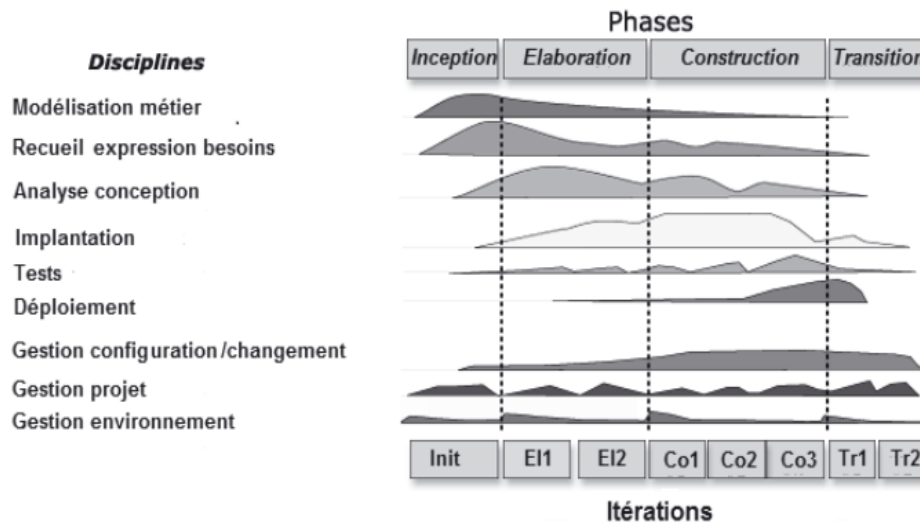 Phases
Disciplines
Inception Elaboration Construction Transition
Modélisation métier
Recueil expression besoins
Analyse conception
Implantation
Tests
Déploiement
Gestion configuration/changement
Gestion projet
Gestion environnement
Init El1 El2 Co1 Co2 Co3 Tr1 Tr2
Itérations